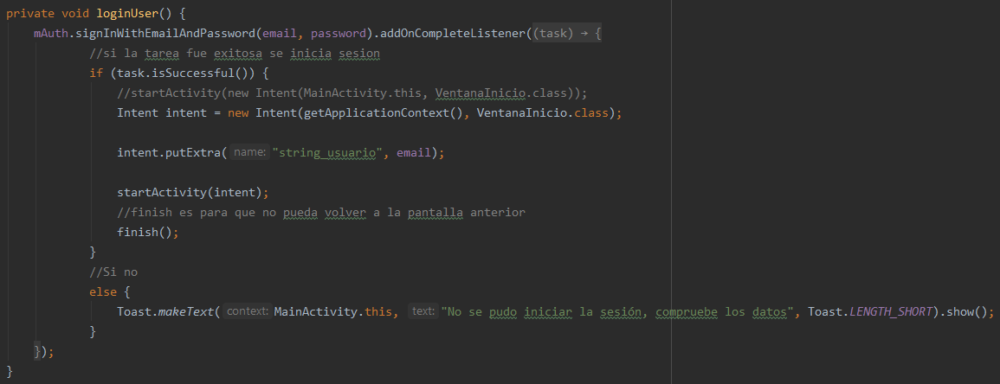 private void loginUser() {
mAuth.signInWithEmailAndPassword(email, password).addOnCompleteListener((task) → {
//si la tarea fue exitosa se inicia sesion
if (task.isSuccessful()) {
//startActivity(new Intent(MainActivity.this, VentanaInicio.class));
Intent intent = new Intent(getApplicationContext(), VentanaInicio.class);
intent.putExtra( name: "string_usuario", email);
startActivity(intent);
//finish es para que no pueda volver a la pantalla anterior
finish();
}
//Si no
else {
Toast.makeText( context: MainActivity.this, text: "No se pudo iniciar la sesión, compruebe los datos", Toast.LENGTH_SHORT).show();
}
});
}